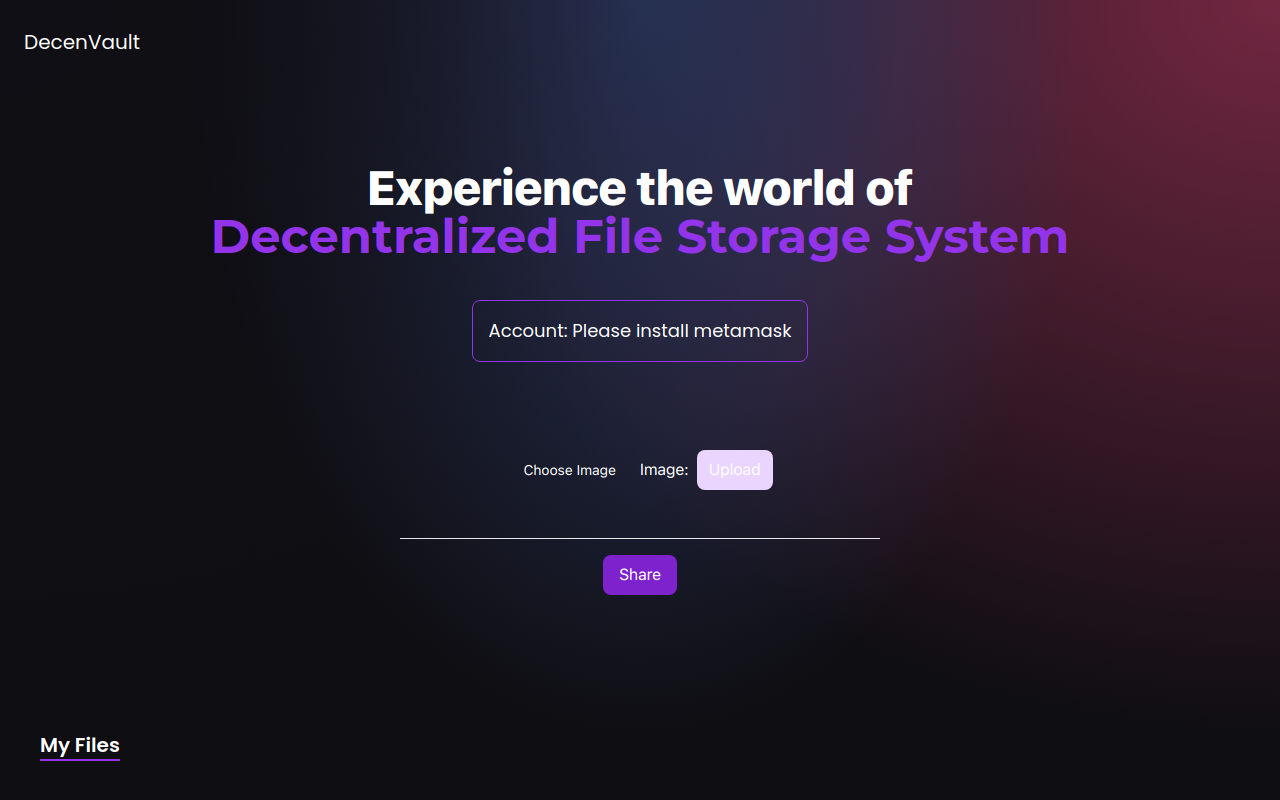 DecenVault
Experience the world of
Decentralized File Storage System
Account: Please install metamask
Choose Image Image: Upload
Share
My Files